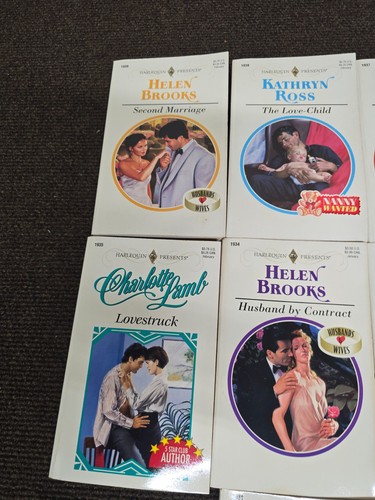 HARLEQUIN PRESENTS
HELEN
BROOKS
Second Marriage
HUSBANDS
WIVES
HARLEQUIN PRESENTS
KATHRYN
ROSS
The Love-Child
NANNY
WANTED
HARLEQUIN PRESENTS
Charlotte
Lamb
Lovestruck
5 STAR CLUB
AUTHOR
HARLEQUIN PRESENTS
HELEN
BROOKS
Husband by Contract
HUSBANDS
WIVES